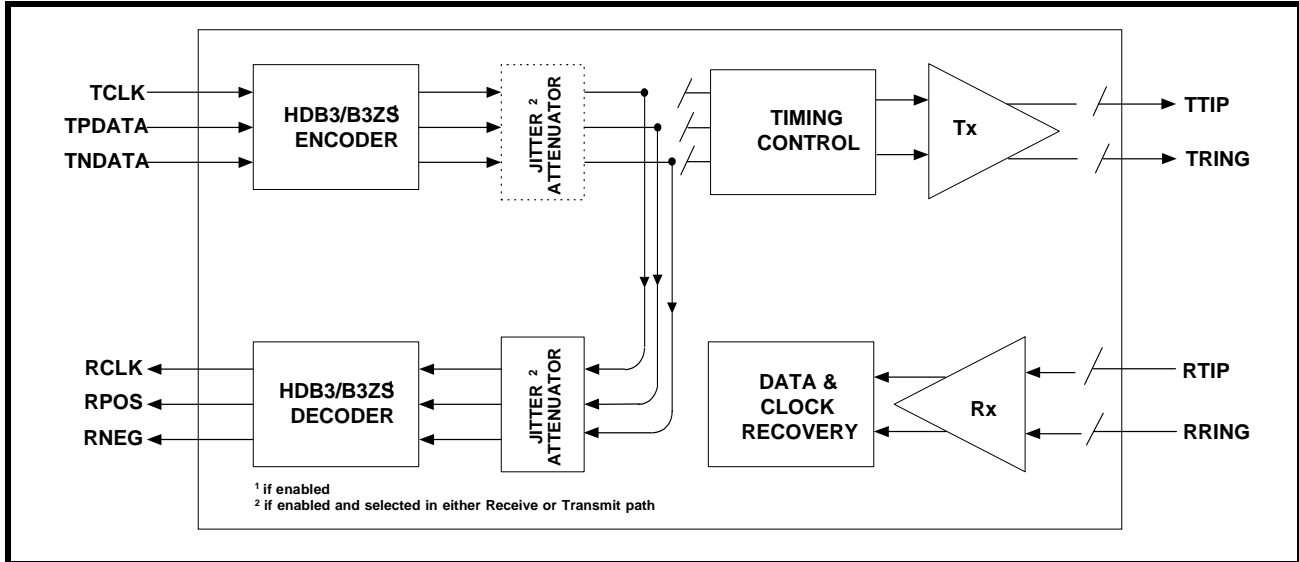 TCLK
TPDATA
TNDATA
HDB3/B3ZS1
ENCODER
JITTER 2
ATTENUATOR
TIMING
CONTROL
Tx
TTIP
TRING
RCLK
RPOS
RNEG
HDB3/B3ZS1
DECODER
JITTER 2
ATTENUATOR
DATA &
CLOCK
RECOVERY
Rx
RTIP
RRING
1 if enabled
2 if enabled and selected in either Receive or Transmit path